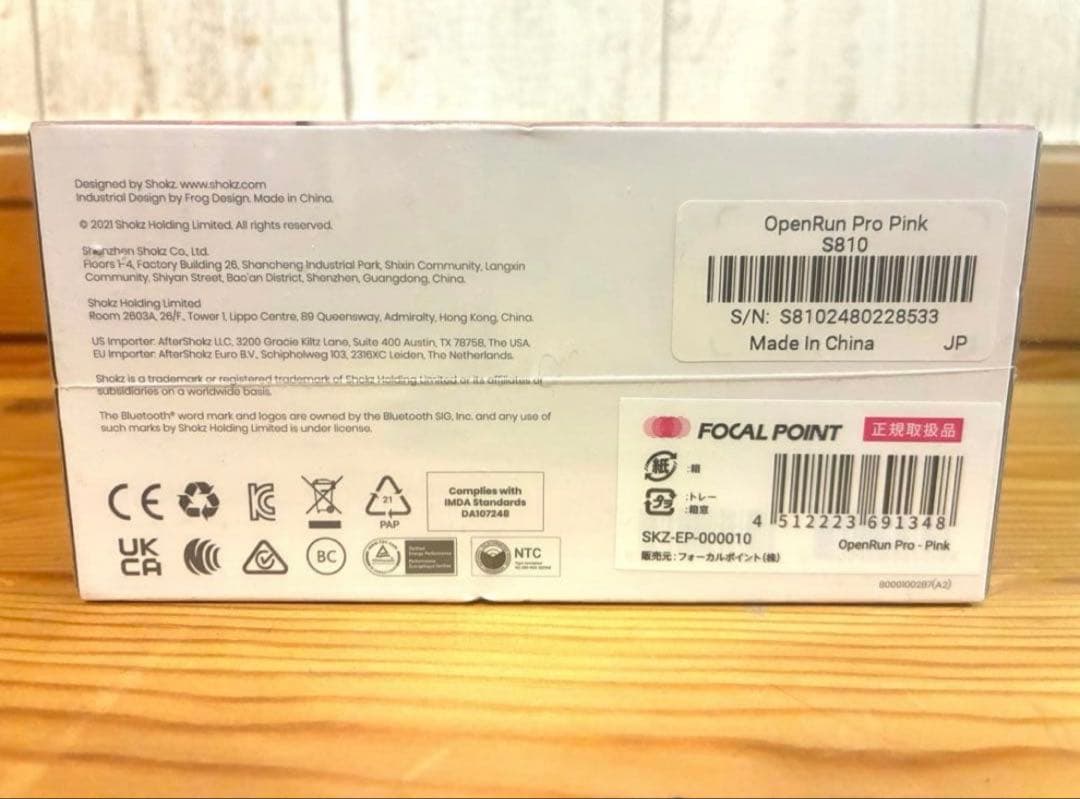 Designed by Shokz. www.shokz.com
Industrial Design by Frog Design. Made in China.
© 2021 Shokz Holding Limited. All rights reserved.
Shenzhen Shokz Co., Ltd.
Floors 1-4, Factory Building 26, Shancheng Industrial Park, Shixin Community, Langxin
Community, Shiyan Street, Bao'an District, Shenzhen, Guangdong, China.
Shokz Holding Limited
Room 2603A, 26/F., Tower 1, Lippo Centre, 89 Queensway, Admiralty, Hong Kong, China.
US Importer: AfterShokz LLC, 3200 Gracie Kiltz Lane, Suite 400 Austin, TX 78758, The USA.
EU Importer: AfterShokz Euro B.V., Schipholweg 103, 2316XC Leiden, The Netherlands.
Shokz is a trademark or registered trademark of Shokz Holding Limited or its affiliates or
subsidiaries on a worldwide basis.
The Bluetooth® word mark and logos are owned by the Bluetooth SIG, Inc. and any use of
such marks by Shokz Holding Limited is under license.
CE
21
PAP
Complies with
IMDA Standards
DA107248
UK
CA
BC
NTC
OpenRun Pro Pink
S810
S/N: S8102480228533
Made In China JP
FOCAL POINT 正規取扱品
紙 :箱
プラ :トレー
:箱窓
4 512223 691348
SKZ-EP-000010
OpenRun Pro - Pink
販売元:フォーカルポイント(株)
8000100287(A2)